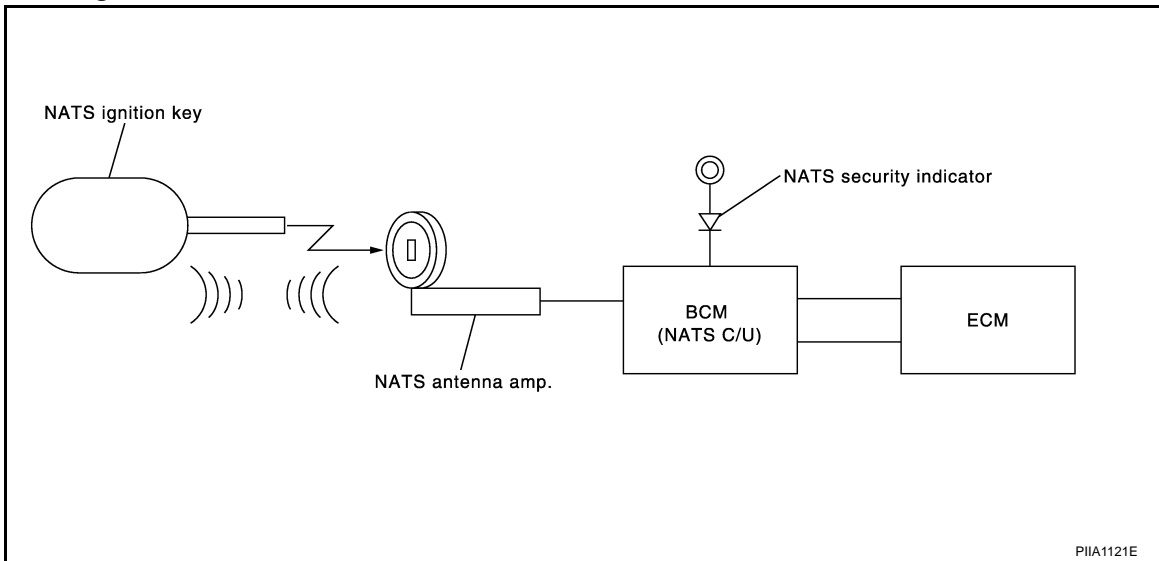 NATS ignition key
NATS security indicator
BCM
(NATS C/U)
ECM
NATS antenna amp.
PIIA1121E